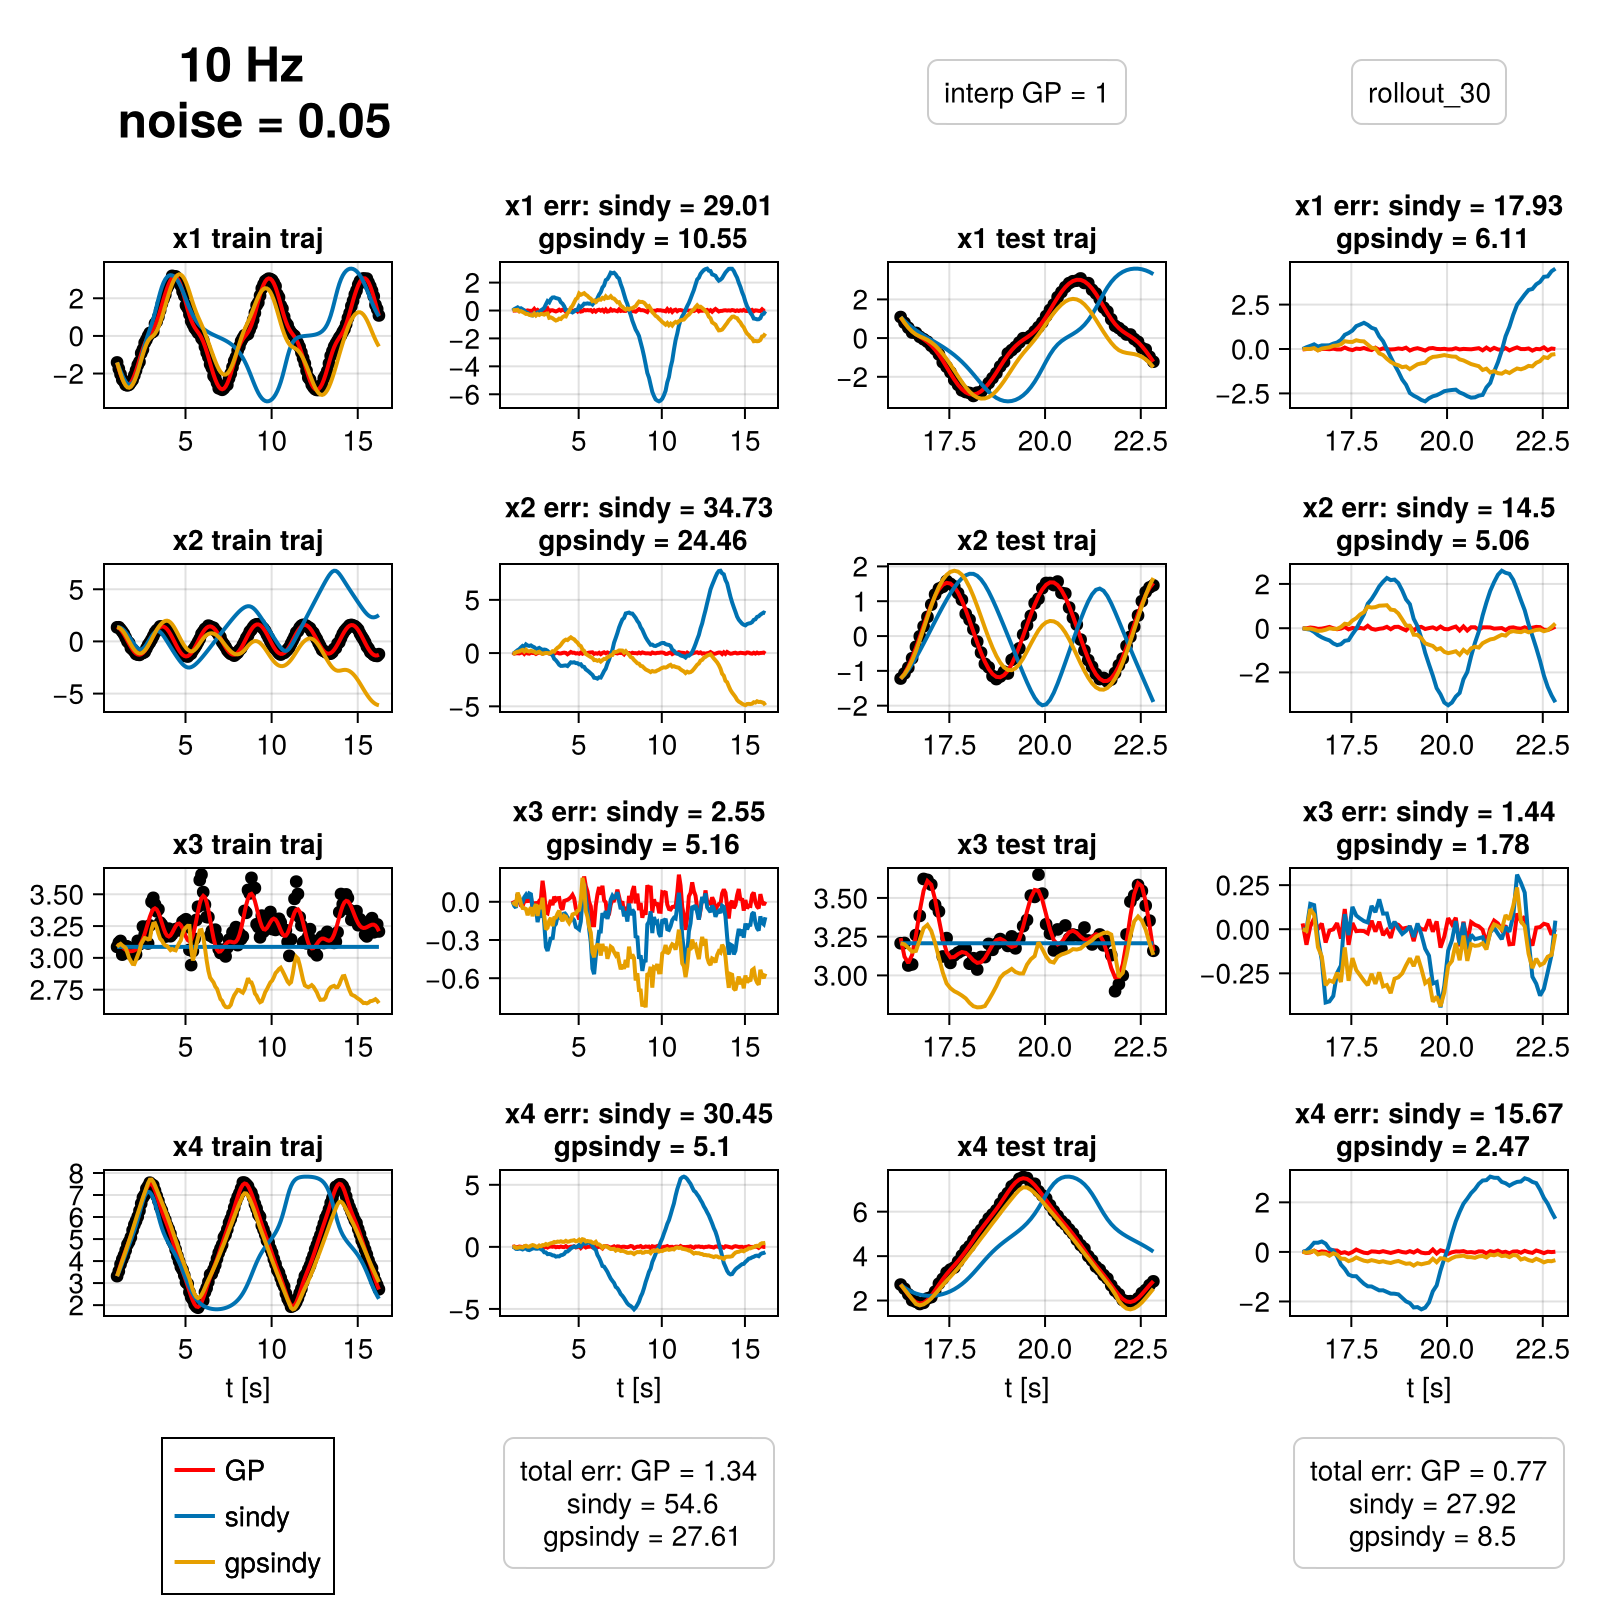 10 Hz
noise = 0.05
interp GP = 1
rollout_30
x1 train traj
2
0
−2
5
10
15
x1 err: sindy = 29.01
gpsindy = 10.55
2
0
−2
−4
−6
5
10
15
x1 test traj
2
0
−2
17.5
20.0
22.5
x1 err: sindy = 17.93
gpsindy = 6.11
2.5
0.0
−2.5
17.5
20.0
22.5
x2 train traj
5
0
−5
5
10
15
x2 err: sindy = 34.73
gpsindy = 24.46
5
0
−5
5
10
15
x2 test traj
2
1
0
−1
−2
17.5
20.0
22.5
x2 err: sindy = 14.5
gpsindy = 5.06
2
0
−2
17.5
20.0
22.5
x3 train traj
3.50
3.25
3.00
2.75
5
10
15
x3 err: sindy = 2.55
gpsindy = 5.16
0.0
−0.3
−0.6
5
10
15
x3 test traj
3.50
3.25
3.00
17.5
20.0
22.5
x3 err: sindy = 1.44
gpsindy = 1.78
0.25
0.00
−0.25
17.5
20.0
22.5
x4 train traj
8
7
6
5
4
3
2
5
10
15
t [s]
x4 err: sindy = 30.45
gpsindy = 5.1
5
0
−5
5
10
15
t [s]
x4 test traj
6
4
2
17.5
20.0
22.5
t [s]
x4 err: sindy = 15.67
gpsindy = 2.47
2
0
−2
17.5
20.0
22.5
t [s]
GP
sindy
gpsindy
total err: GP = 1.34
sindy = 54.6
gpsindy = 27.61
total err: GP = 0.77
sindy = 27.92
gpsindy = 8.5